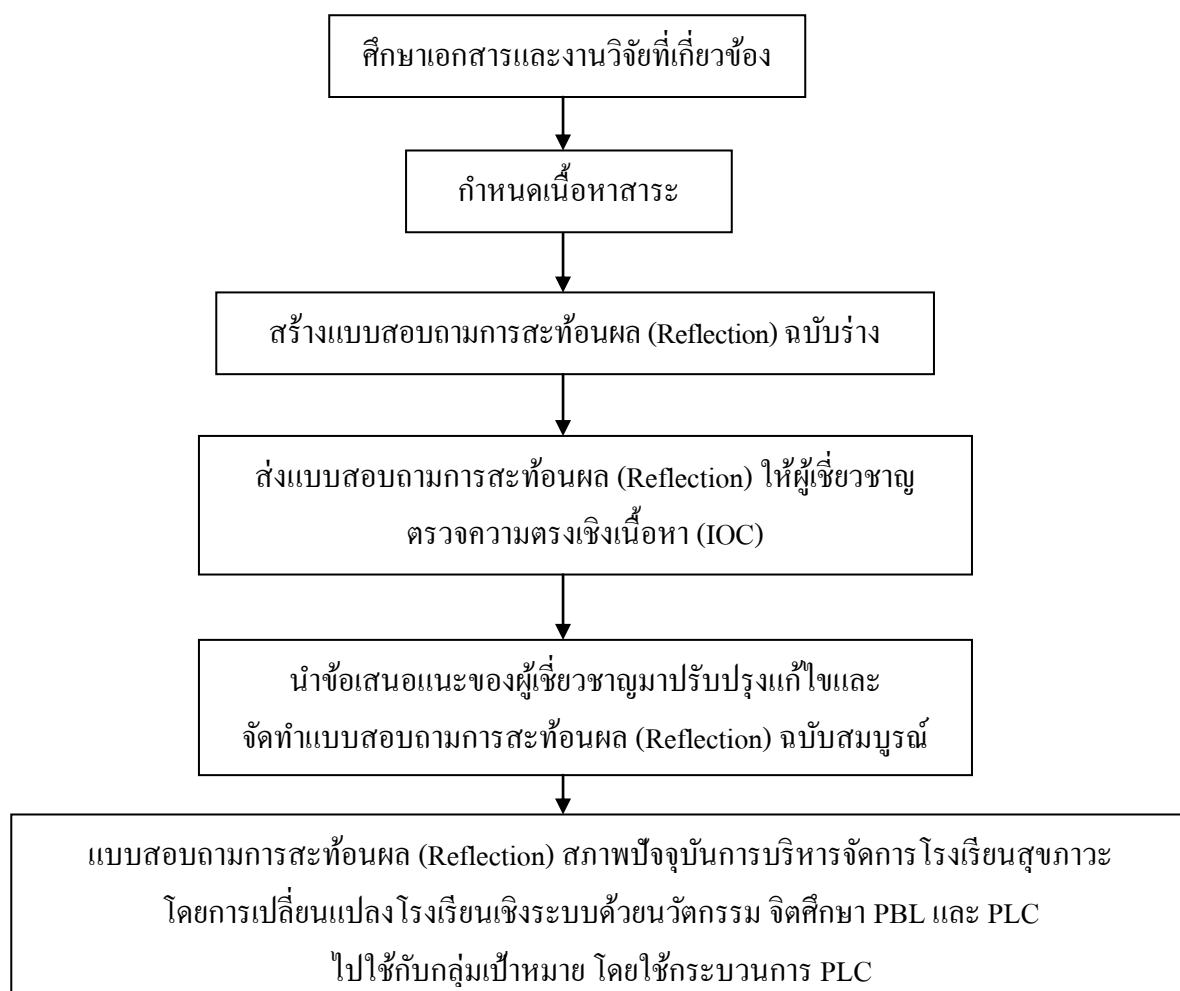 ศึกษาเอกสารและงานวิจัยที่เกี่ยวข้อง
กำหนดเนื้อหาสาระ
สร้างแบบสอบถามการสะท้อนผล (Reflection) ฉบับร่าง
ส่งแบบสอบถามการสะท้อนผล (Reflection) ให้ผู้เชี่ยวชาญ
ตรวจความตรงเชิงเนื้อหา (IOC)
นำข้อเสนอแนะของผู้เชี่ยวชาญมาปรับปรุงแก้ไขและ
จัดทำแบบสอบถามการสะท้อนผล (Reflection) ฉบับสมบูรณ์
แบบสอบถามการสะท้อนผล (Reflection) สภาพปัจจุบันการบริหารจัดการโรงเรียนสุขภาวะ
โดยการเปลี่ยนแปลงโรงเรียนเชิงระบบด้วยนวัตกรรม จิตศึกษา PBL และ PLC
ไปใช้กับกลุ่มเป้าหมาย โดยใช้กระบวนการ PLC